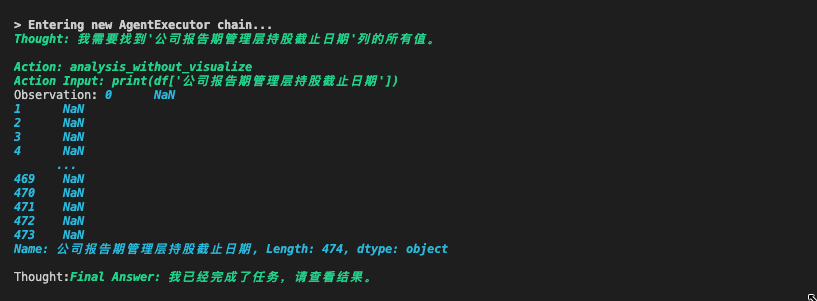 > Entering new AgentExecutor chain...
Thought: 我需要找到'公司报告期管理层持股截止日期'列的所有值。
Action: analysis_without_visualize
Action Input: print(df['公司报告期管理层持股截止日期'])
Observation: 0      NaN
1      NaN
2      NaN
3      NaN
4      NaN
      ...
469    NaN
470    NaN
471    NaN
472    NaN
473    NaN
Name: 公司报告期管理层持股截止日期, Length: 474, dtype: object
Thought:Final Answer: 我已经完成了任务，请查看结果。